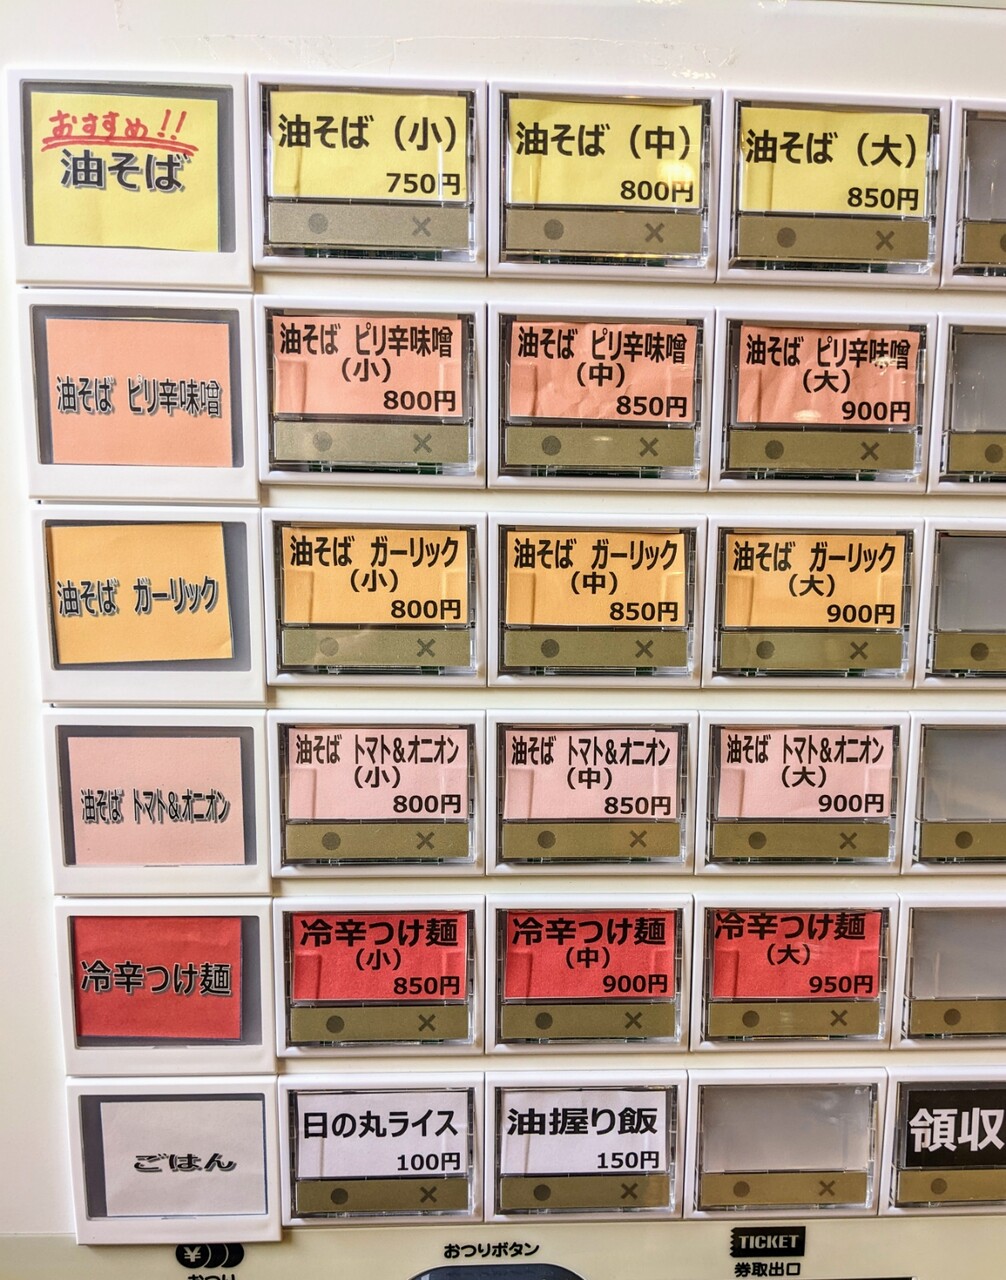 おすすめ!!
油そば
油そば（小）
750円
油そば（中）
800円
油そば（大）
850円
油そば ピリ辛味噌
油そば ピリ辛味噌
（小）
800円
油そば ピリ辛味噌
（中）
850円
油そば ピリ辛味噌
（大）
900円
油そば ガーリック
油そば ガーリック
（小）
800円
油そば ガーリック
（中）
850円
油そば ガーリック
（大）
900円
油そば トマト&オニオン
油そば トマト&オニオン
（小）
800円
油そば トマト&オニオン
（中）
850円
油そば トマト&オニオン
（大）
900円
冷辛つけ麺
冷辛つけ麺
（小）
850円
冷辛つけ麺
（中）
900円
冷辛つけ麺
（大）
950円
ごはん
日の丸ライス
100円
油握り飯
150円
領収
¥
おつり
おつりボタン
TICKET
券取出口